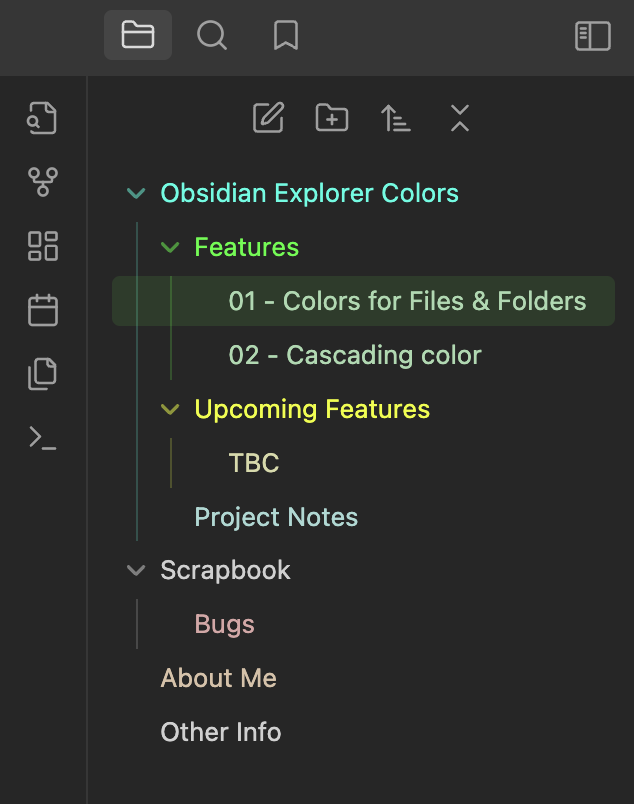 Obsidian Explorer Colors
Features
01 - Colors for Files & Folders
02 - Cascading color
Upcoming Features
TBC
Project Notes
Scrapbook
Bugs
About Me
Other Info